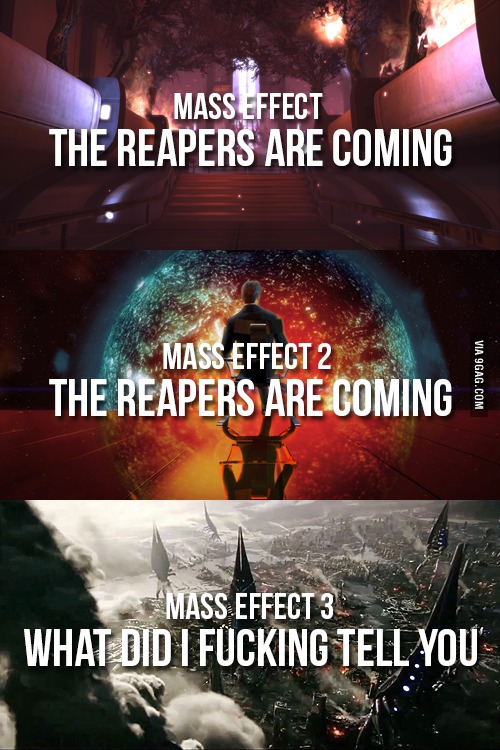 MASS EFFECT
THE REAPERS ARE COMING
MASS EFFECT 2
THE REAPERS ARE COMING
VIA 9GAG.COM
MASS EFFECT 3
WHAT DID I FUCKING TELL YOU